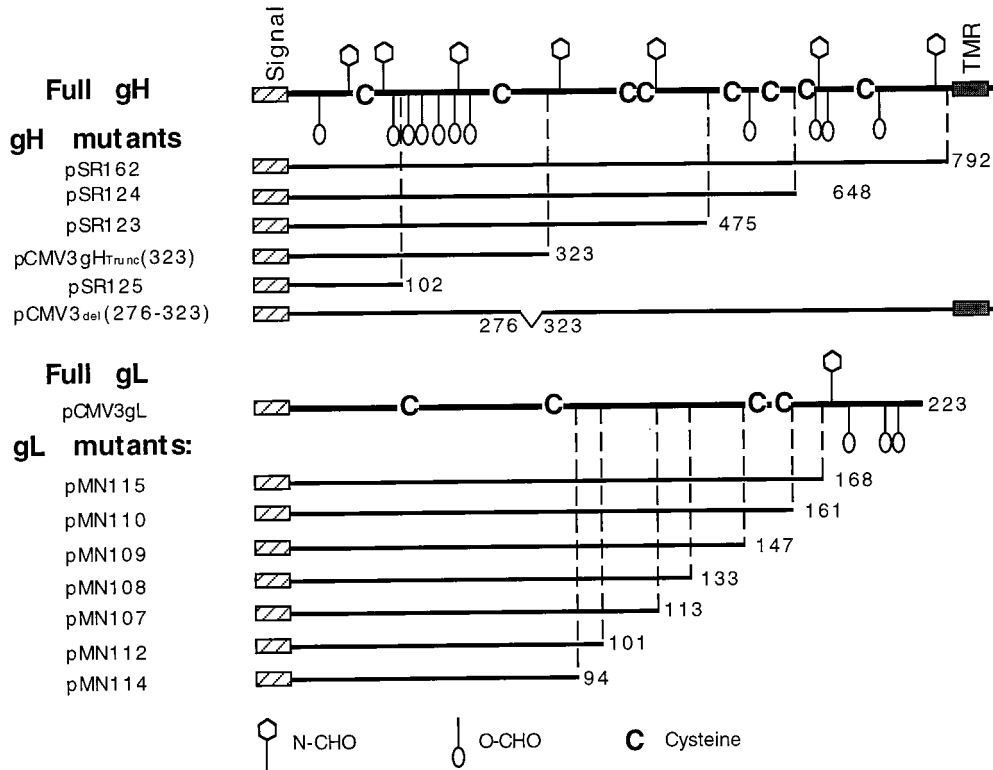 Signal
TMR
Full gH
C C C C C C C C
gH mutants
pSR162 792
pSR124 648
pSR123 475
pCMV3gHTrunc(323) 323
pSR125 102
pCMV3del(276-323) 276 323
Full gL
pCMV3gL C C C C 223
gL mutants:
pMN115 168
pMN110 161
pMN109 147
pMN108 133
pMN107 113
pMN112 101
pMN114 94
N-CHO O-CHO C Cysteine